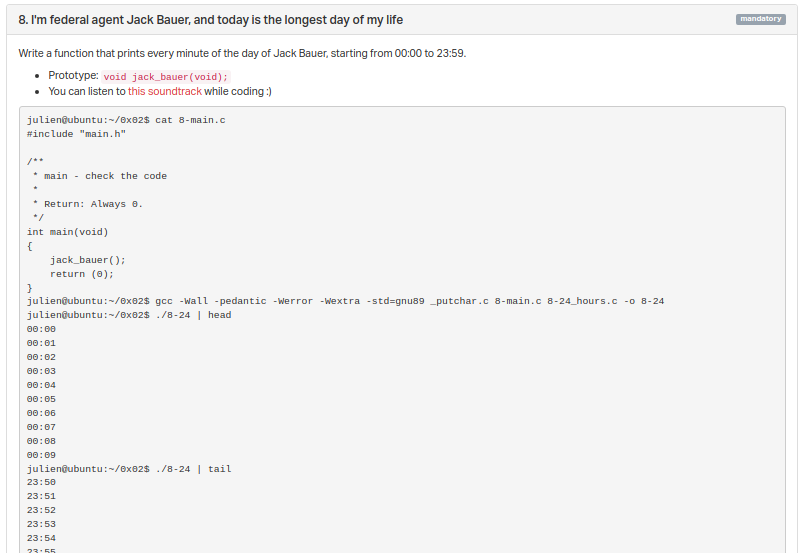 8. I'm federal agent Jack Bauer, and today is the longest day of my life
mandatory
Write a function that prints every minute of the day of Jack Bauer, starting from 00:00 to 23:59.
• Prototype: void jack_bauer(void);
• You can listen to this soundtrack while coding :)
julien@ubuntu:~/0x02$ cat 8-main.c
#include "main.h"

/**
 * main - check the code
 *
 * Return: Always 0.
 */
int main(void)
{
    jack_bauer();
    return (0);
}
julien@ubuntu:~/0x02$ gcc -Wall -pedantic -Werror -Wextra -std=gnu89 _putchar.c 8-main.c 8-24_hours.c -o 8-24
julien@ubuntu:~/0x02$ ./8-24 | head
00:00
00:01
00:02
00:03
00:04
00:05
00:06
00:07
00:08
00:09
julien@ubuntu:~/0x02$ ./8-24 | tail
23:50
23:51
23:52
23:53
23:54
23:55